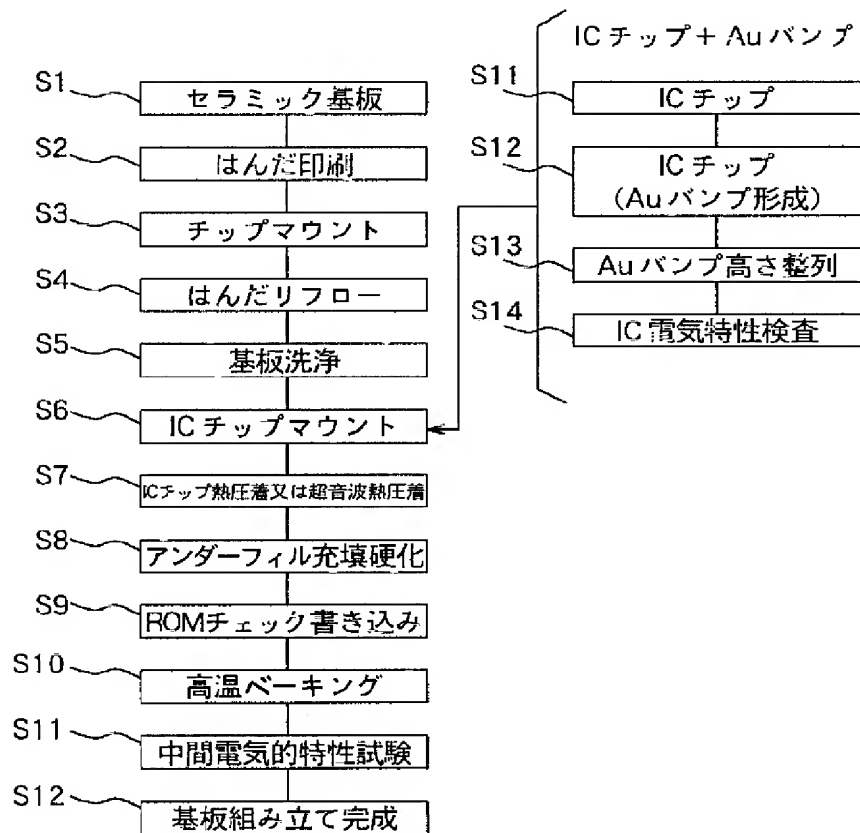 S1
セラミック基板
S2
はんだ印刷
S3
チップマウント
S4
はんだリフロー
S5
基板洗浄
S6
ICチップマウント
S7
ICチップ熱圧着又は超音波熱圧着
S8
アンダーフィル充填硬化
S9
ROMチェック書き込み
S10
高温ベーキング
S11
中間電気的特性試験
S12
基板組み立て完成
ICチップ+Auバンプ
S11
ICチップ
S12
ICチップ
(Auバンプ形成)
S13
Auバンプ高さ整列
S14
IC電気特性検査